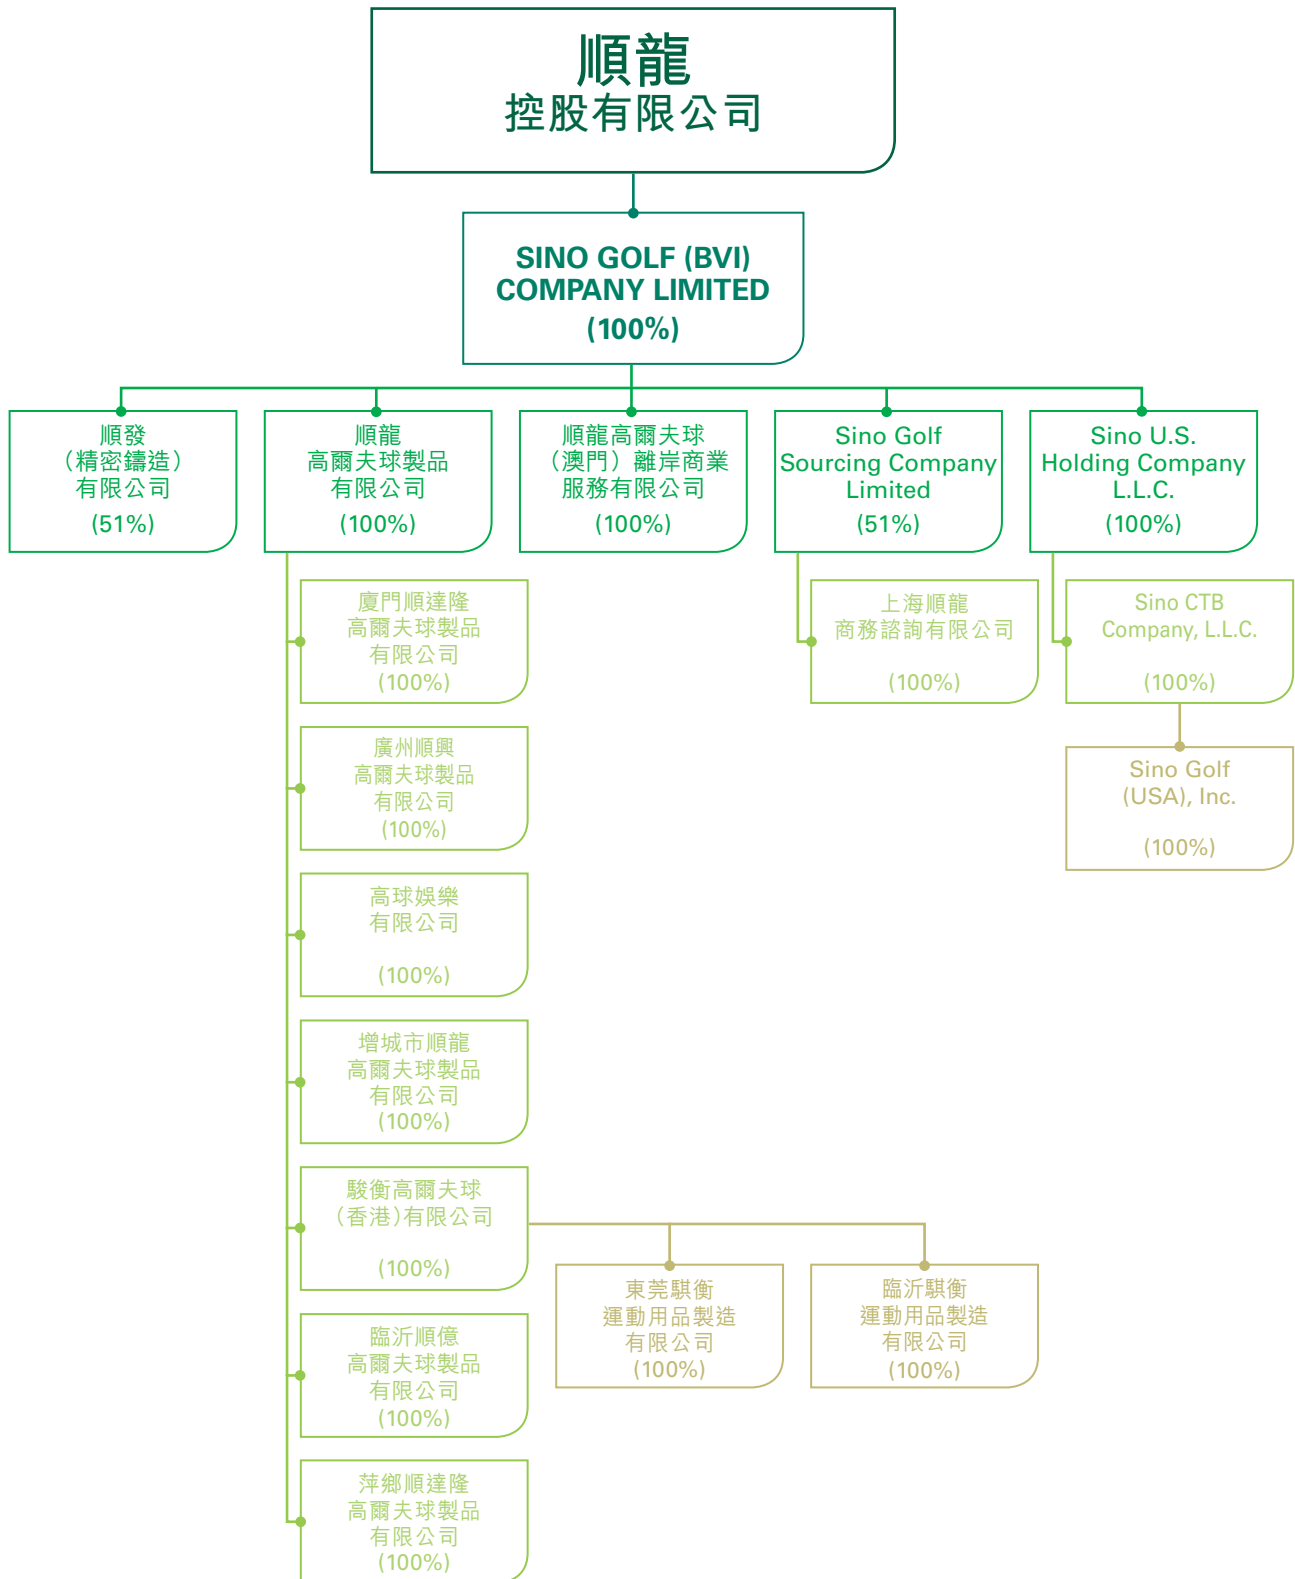 順龍
控股有限公司
SINO GOLF (BVI)
COMPANY LIMITED
(100%)
順發
（精密鑄造）
有限公司
(51%)
順龍
高爾夫球製品
有限公司
(100%)
順龍高爾夫球
（澳門）離岸商業
服務有限公司
(100%)
Sino Golf
Sourcing Company
Limited
(51%)
Sino U.S.
Holding Company
L.L.C.
(100%)
廈門順達隆
高爾夫球製品
有限公司
(100%)
上海順龍
商務諮詢有限公司
(100%)
Sino CTB
Company, L.L.C.
(100%)
廣州順興
高爾夫球製品
有限公司
(100%)
Sino Golf
(USA), Inc.
(100%)
高球娛樂
有限公司
(100%)
增城市順龍
高爾夫球製品
有限公司
(100%)
駿衡高爾夫球
（香港）有限公司
(100%)
東莞騏衡
運動用品製造
有限公司
(100%)
臨沂騏衡
運動用品製造
有限公司
(100%)
臨沂順億
高爾夫球製品
有限公司
(100%)
萍鄉順達隆
高爾夫球製品
有限公司
(100%)